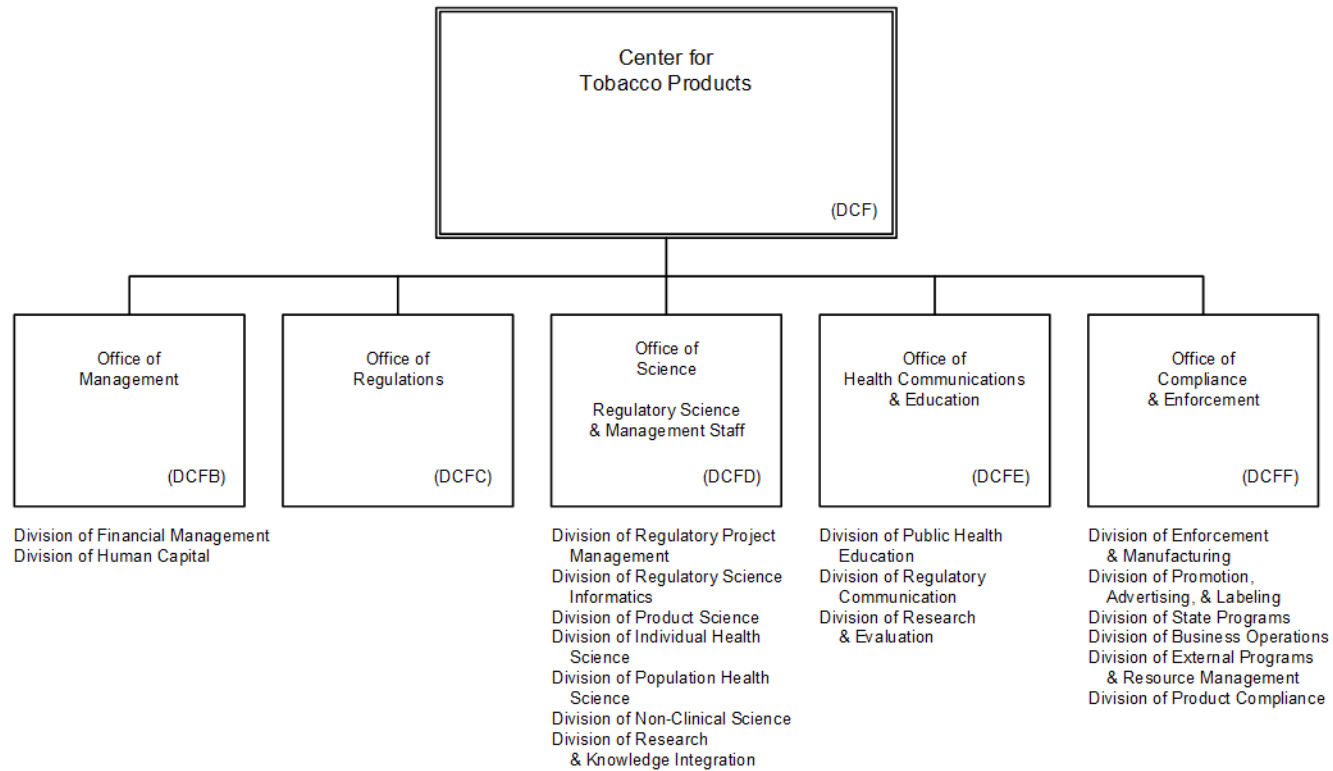 Center for
Tobacco Products
(DCF)
Office of
Management
(DCFB)
Office of
Regulations
(DCFC)
Office of
Science
Regulatory Science
& Management Staff
(DCFD)
Office of
Health Communications
& Education
(DCFE)
Office of
Compliance
& Enforcement
(DCFF)
Division of Financial Management
Division of Human Capital
Division of Regulatory Project
Management
Division of Regulatory Science
Informatics
Division of Product Science
Division of Individual Health
Science
Division of Population Health
Science
Division of Non-Clinical Science
Division of Research
& Knowledge Integration
Division of Public Health
Education
Division of Regulatory
Communication
Division of Research
& Evaluation
Division of Enforcement
& Manufacturing
Division of Promotion,
Advertising, & Labeling
Division of State Programs
Division of Business Operations
Division of External Programs
& Resource Management
Division of Product Compliance